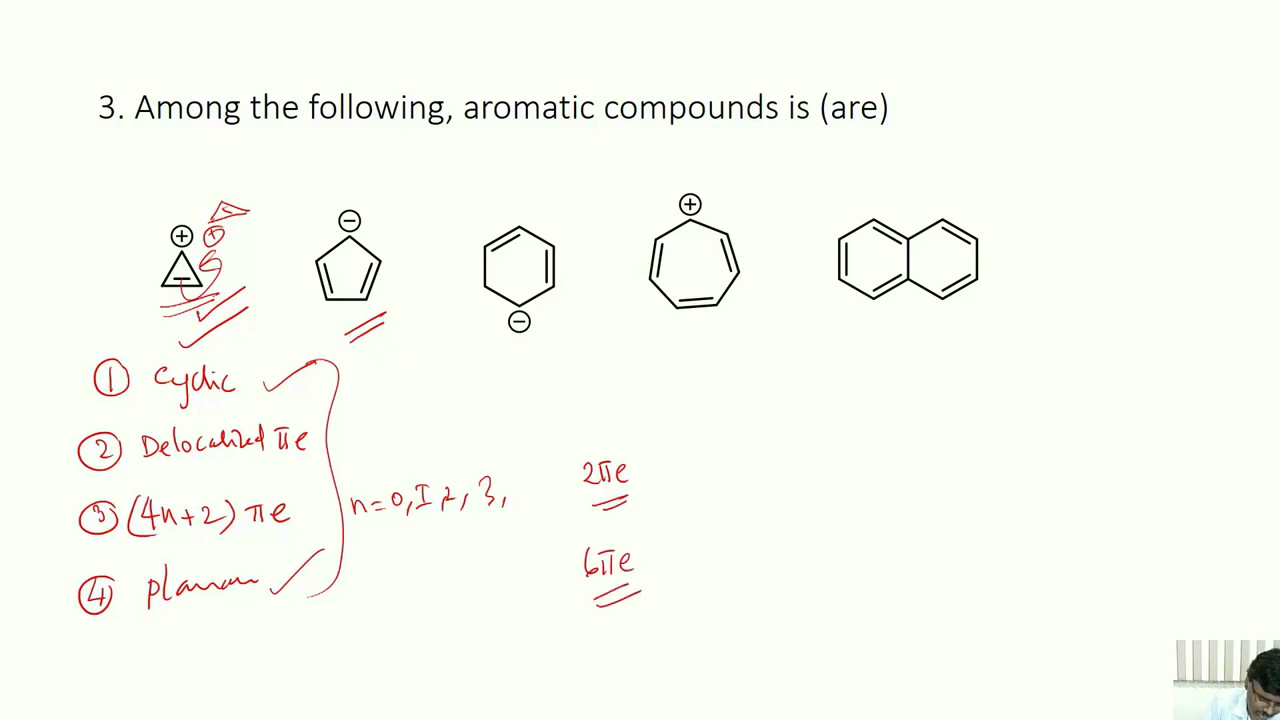 3. Among the following, aromatic compounds is (are)
① Cyclic
② Delocalized πe
③ (4n+2) πe
n=0, 1, 2, 3,
2πe
6πe
④ planar